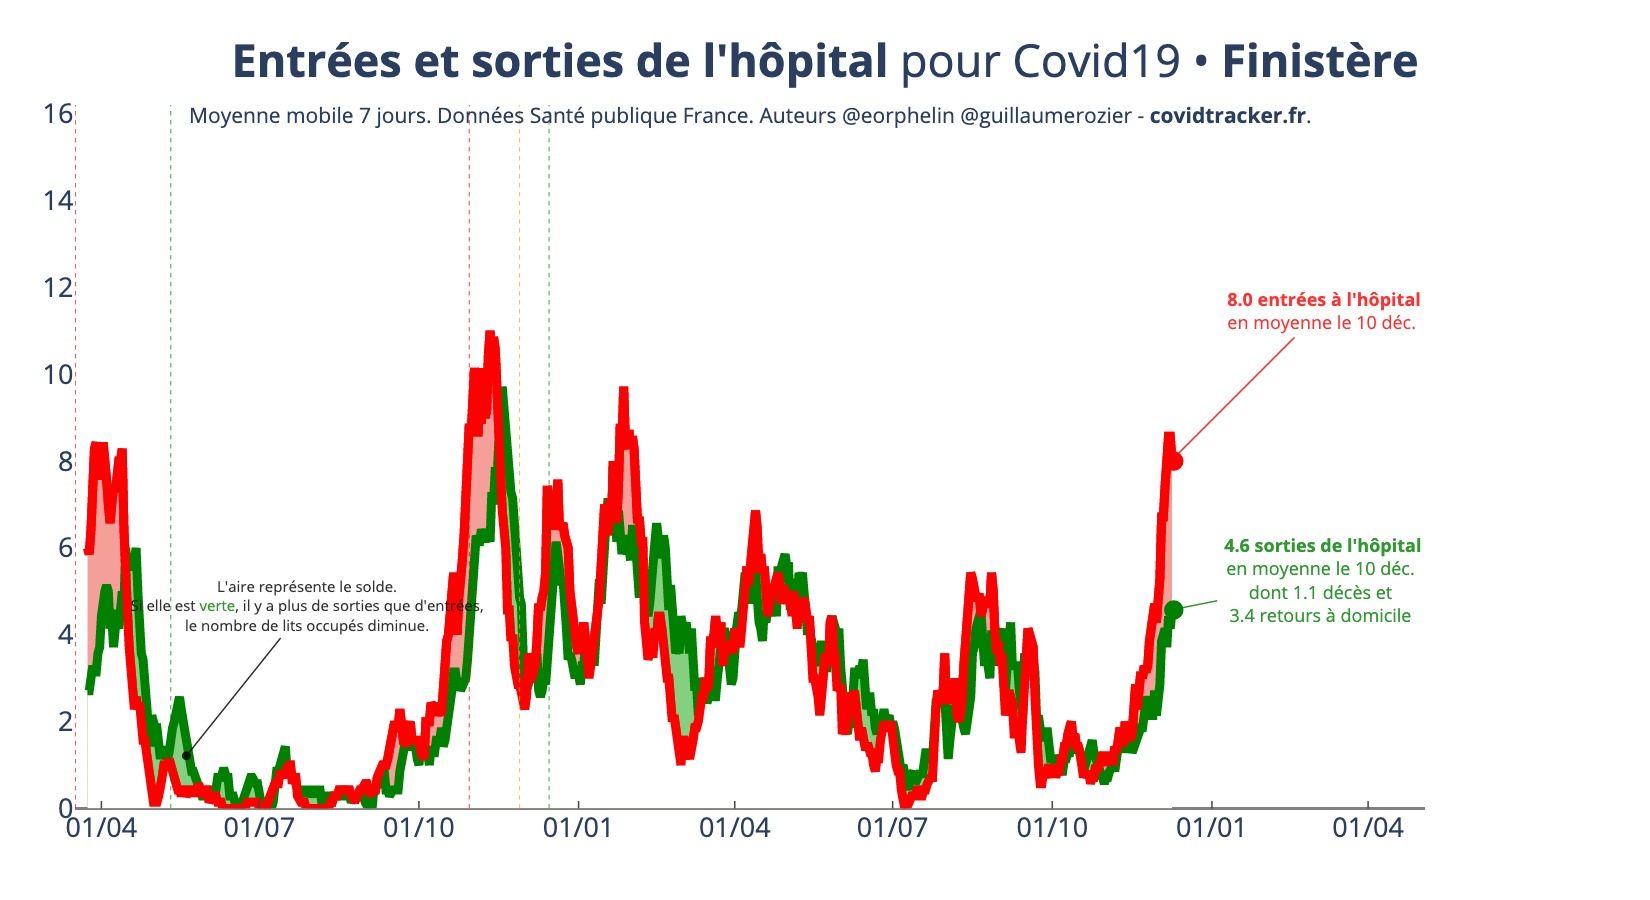 Entrées et sorties de l'hôpital pour Covid19 • Finistère
Moyenne mobile 7 jours. Données Santé publique France. Auteurs @eorphelin @guillaumerozier - covidtracker.fr.
16
14
12
10
8
6
4
2
0
8.0 entrées à l'hôpital
en moyenne le 10 déc.
4.6 sorties de l'hôpital
en moyenne le 10 déc.
dont 1.1 décès et
3.4 retours à domicile
L'aire représente le solde.
Si elle est verte, il y a plus de sorties que d'entrées,
le nombre de lits occupés diminue.
01/04 01/07 01/10 01/01 01/04 01/07 01/10 01/01 01/04